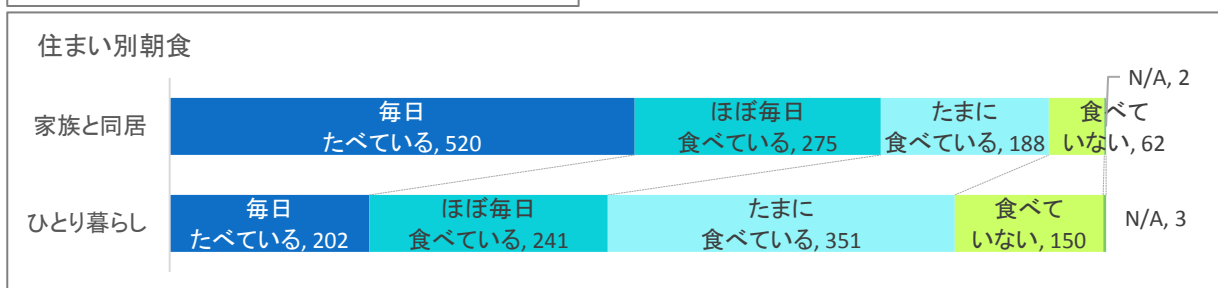 住まい別朝食
N/A, 2
家族と同居
毎日
たべている, 520
ほぼ毎日
食べている, 275
たまに
食べている, 188
食べて
いない, 62
ひとり暮らし
毎日
たべている, 202
ほぼ毎日
食べている, 241
たまに
食べている, 351
食べて
いない, 150
N/A, 3